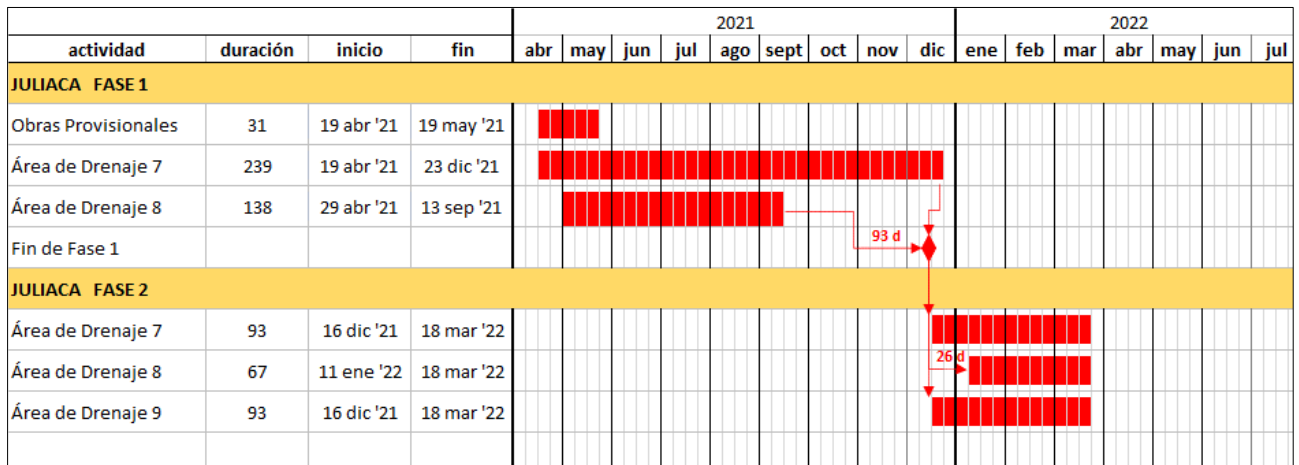 2021 2022
actividad duración inicio fin abr may jun jul ago sept oct nov dic ene feb mar abr may jun jul
JULIACA FASE 1
Obras Provisionales 31 19 abr '21 19 may '21
Área de Drenaje 7 239 19 abr '21 23 dic '21
Área de Drenaje 8 138 29 abr '21 13 sep '21
93 d
Fin de Fase 1
JULIACA FASE 2
Área de Drenaje 7 93 16 dic '21 18 mar '22
26 d
Área de Drenaje 8 67 11 ene '22 18 mar '22
Área de Drenaje 9 93 16 dic '21 18 mar '22